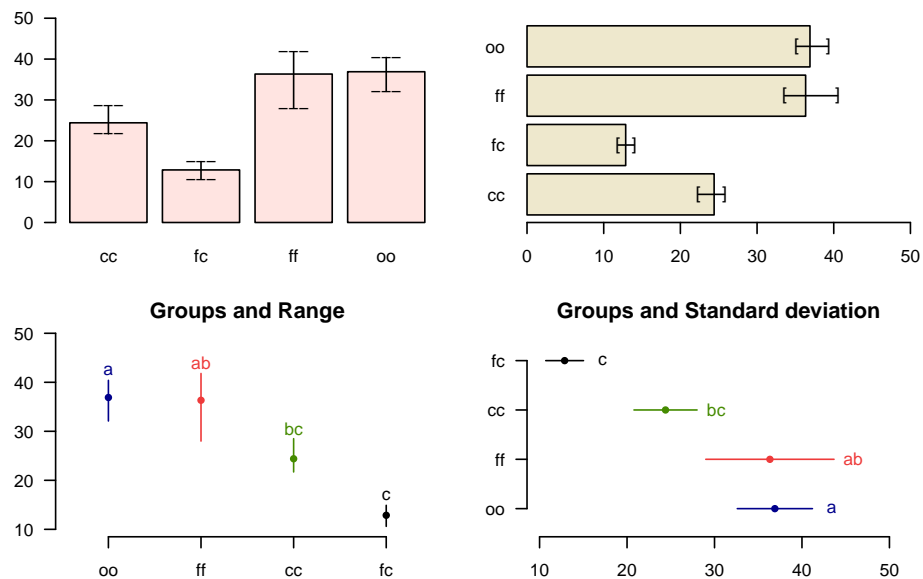 50
40
30
20
10
0
cc fc ff oo
oo
ff
fc
cc
0 10 20 30 40 50
Groups and Range
50
40
30
20
10
a
ab
bc
c
oo ff cc fc
Groups and Standard deviation
fc c
cc bc
ff ab
oo a
10 20 30 40 50